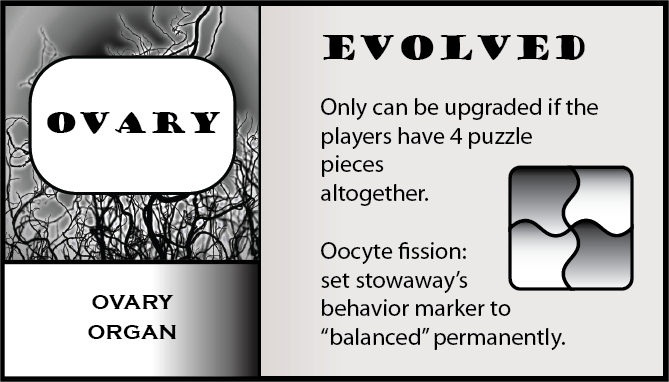 OVARY
OVARY
ORGAN
EVOLVED
Only can be upgraded if the
players have 4 puzzle
pieces
altogether.
Oocyte fission:
set stowaway’s
behavior marker to
“balanced” permanently.